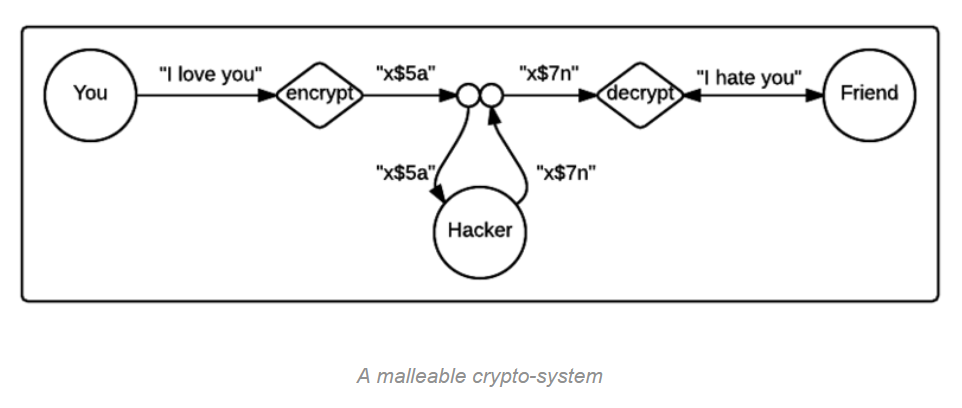 "I love you" "x$5a" "x$7n" "I hate you"
You encrypt decrypt Friend
"x$5a" "x$7n"
Hacker
A malleable crypto-system